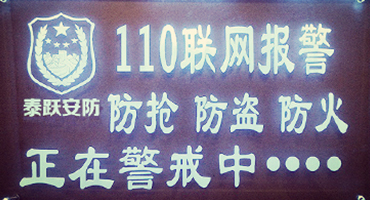 110联网报警
泰跃安防
防抢 防盗 防火
正在警戒中····